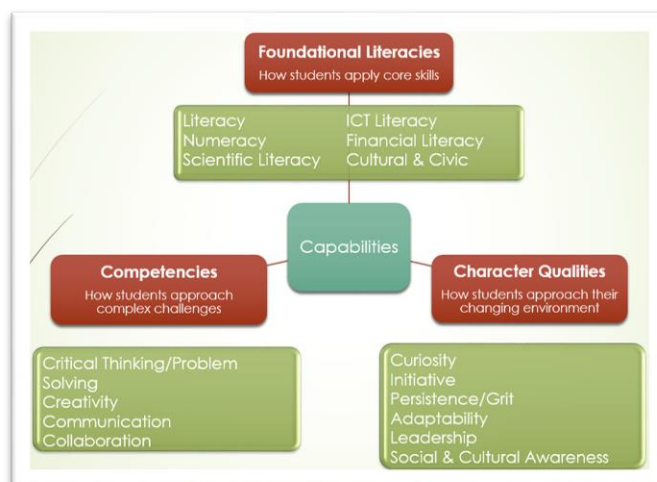 Foundational Literacies
How students apply core skills
Literacy
Numeracy
Scientific Literacy
ICT Literacy
Financial Literacy
Cultural & Civic
Capabilities
Competencies
How students approach
complex challenges
Character Qualities
How students approach their
changing environment
Critical Thinking/Problem
Solving
Creativity
Communication
Collaboration
Curiosity
Initiative
Persistence/Grit
Adaptability
Leadership
Social & Cultural Awareness